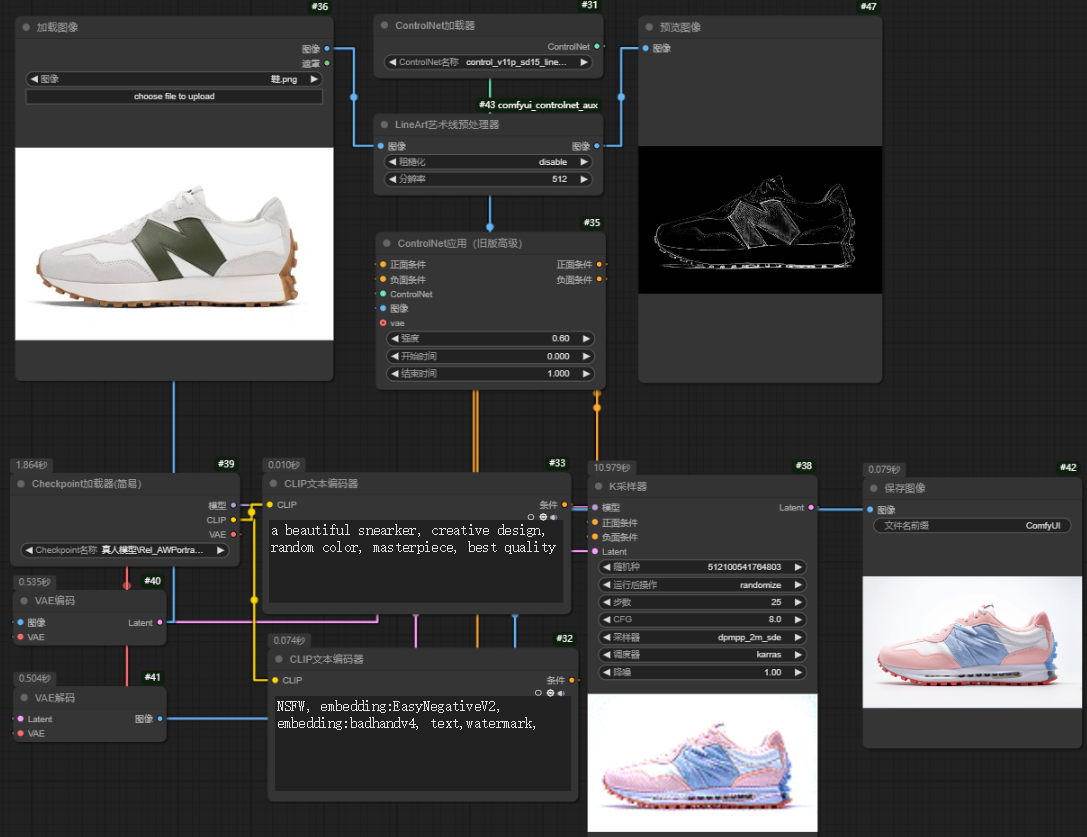 #36
加载图像
图像
遮罩
图像 鞋.png
choose file to upload
#31
ControlNet加载器
ControlNet
ControlNet名称 control_v11p_sd15_line...
#43 comfyui_controlnet_aux
LineArt艺术线预处理器
图像 图像
粗糙化 disable
分辨率 512
#47
预览图像
图像
#35
ControlNet应用（旧版高级）
正面条件 正面条件
负面条件 负面条件
ControlNet
图像
vae
强度 0.60
开始时间 0.000
结束时间 1.000
1.864秒 #39
Checkpoint加载器(简易)
模型
CLIP
VAE
Checkpoint名称 真人模型\Rel_AWPortra...
0.535秒 #40
VAE编码
图像 Latent
VAE
0.504秒 #41
VAE解码
Latent 图像
VAE
0.010秒 #33
CLIP文本编码器
CLIP 条件
a beautiful snearker, creative design,
random color, masterpiece, best quality
0.074秒 #32
CLIP文本编码器
CLIP 条件
NSFW, embedding:EasyNegativeV2,
embedding:badhandv4, text,watermark,
10.979秒 #38
K采样器
模型 Latent
正面条件
负面条件
Latent
随机种 512100541764803
运行后操作 randomize
步数 25
CFG 8.0
采样器 dpmpp_2m_sde
调度器 karras
降噪 1.00
0.079秒 #42
保存图像
图像
文件名前缀 ComfyUI